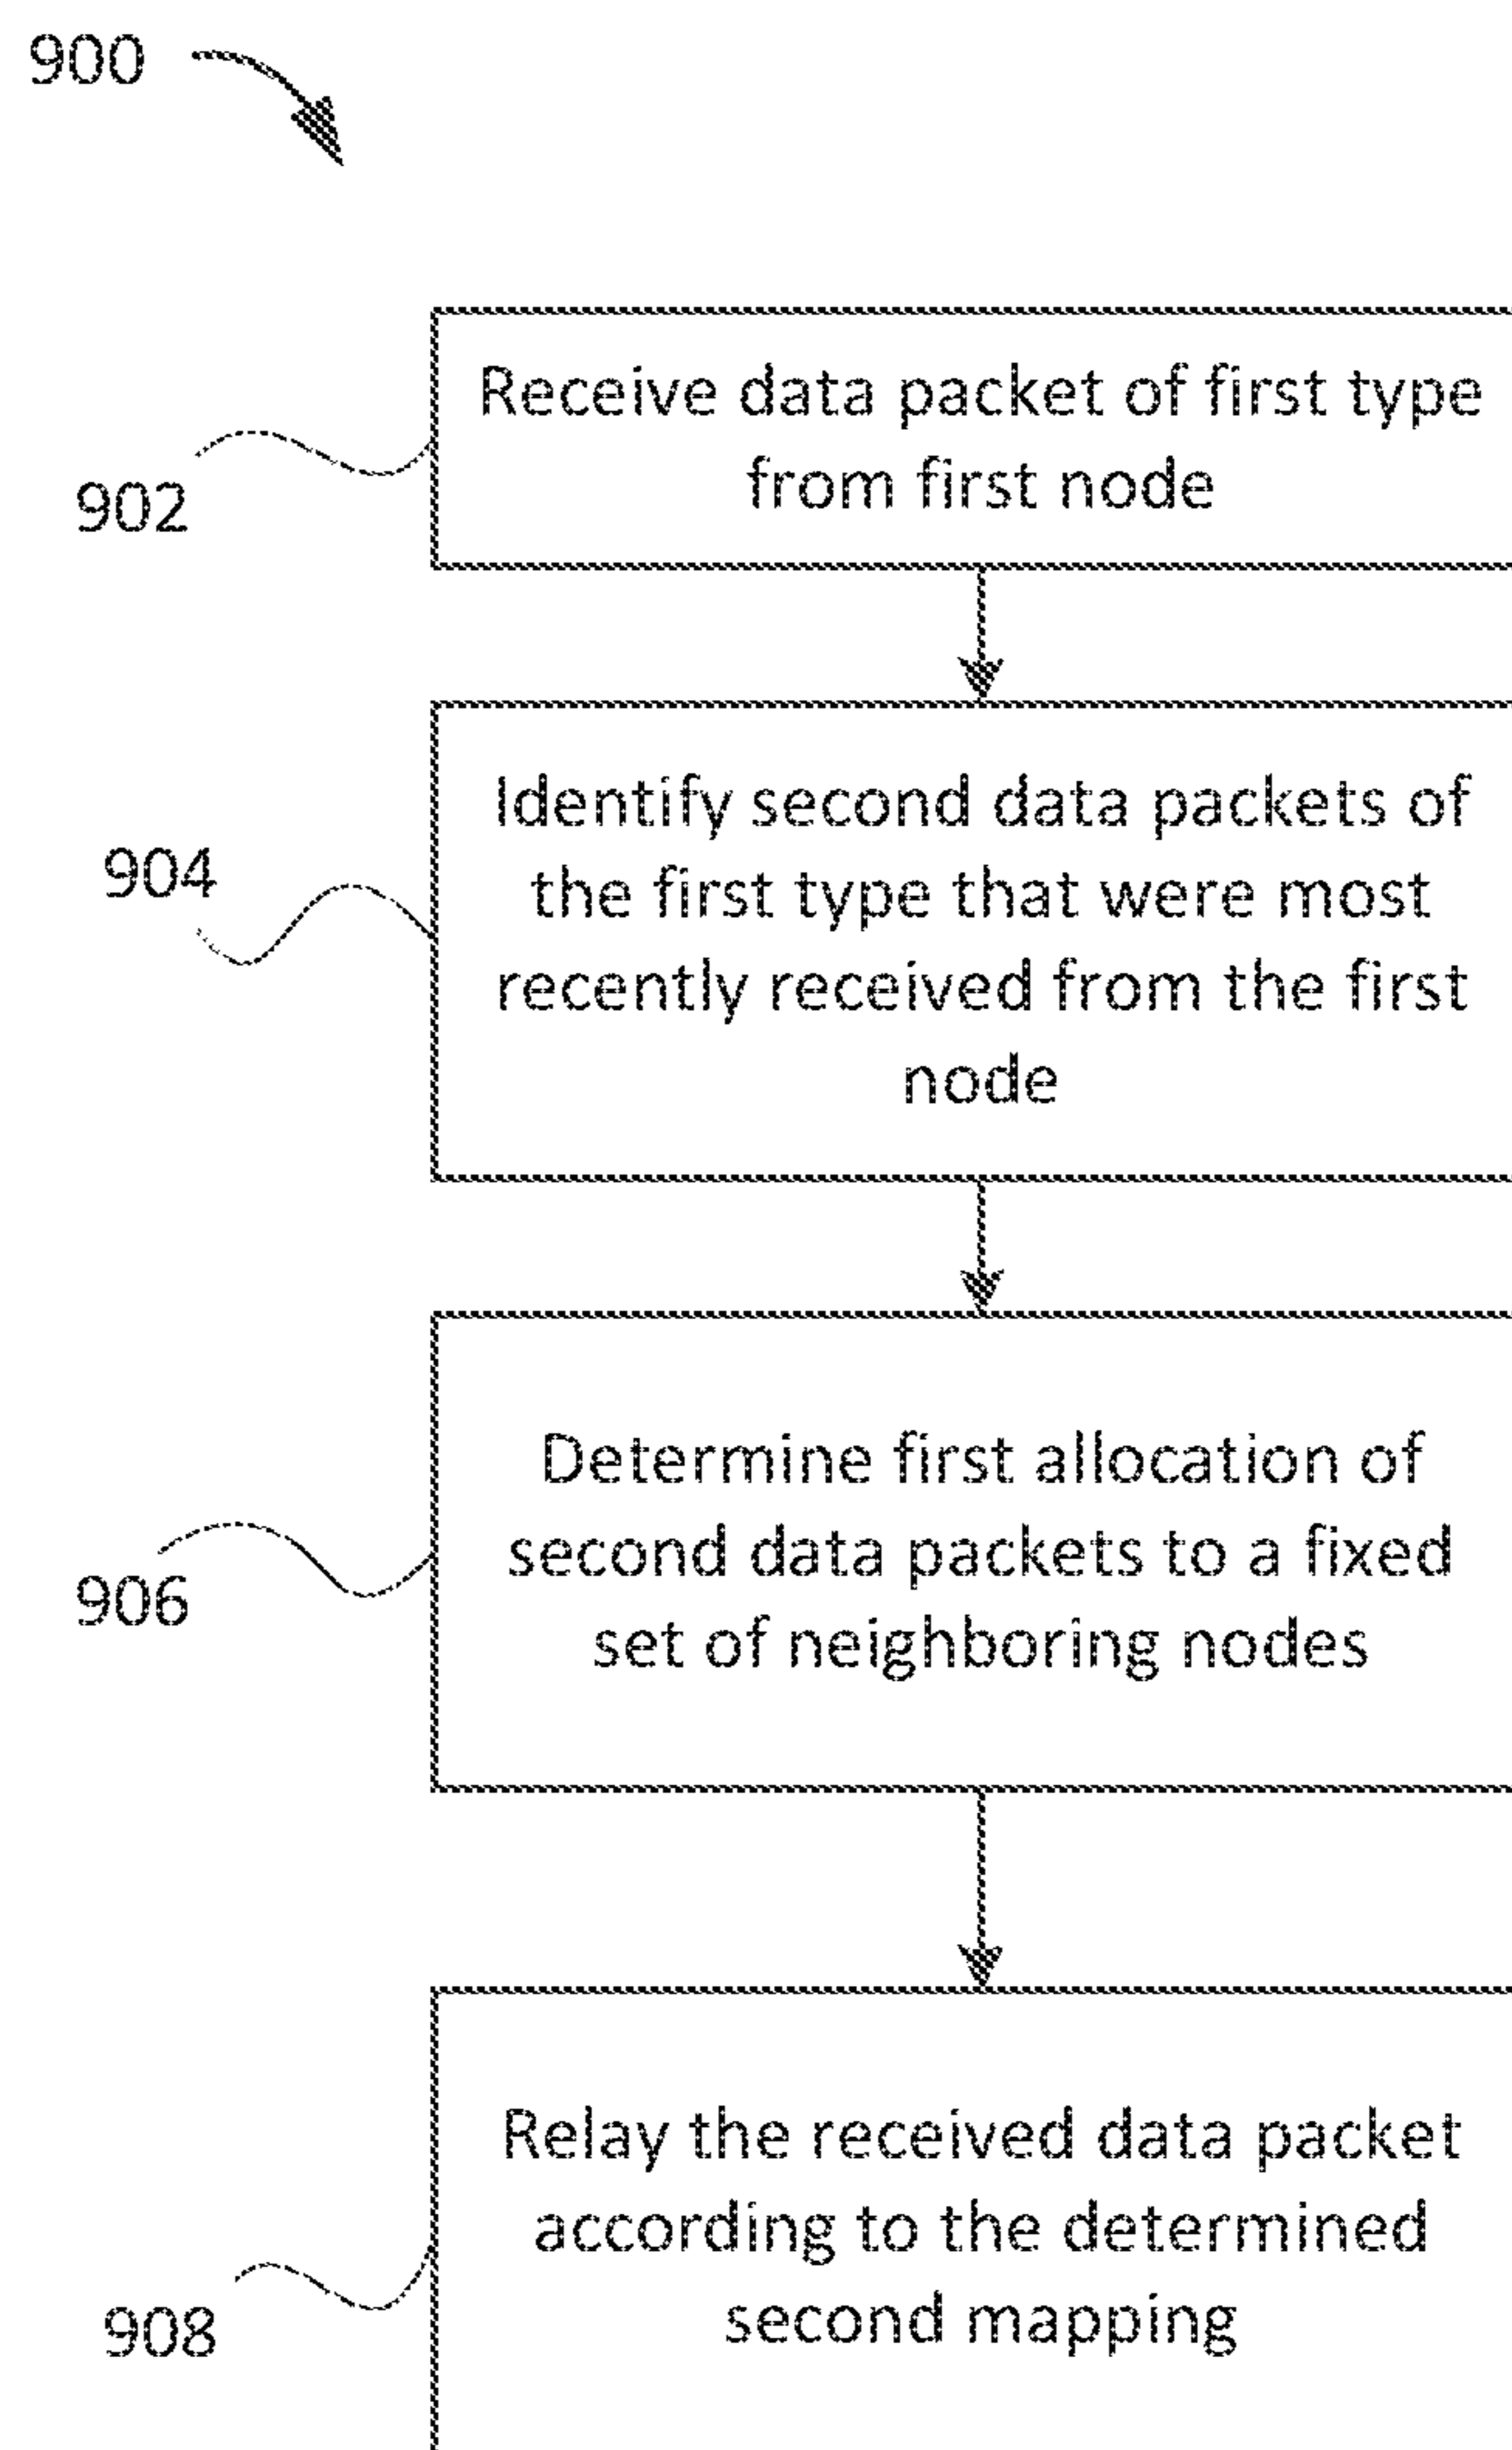 900
Receive data packet of first type
from first node
902
Identify second data packets of
the first type that were most
recently received from the first
node
904
Determine first allocation of
second data packets to a fixed
set of neighboring nodes
906
Relay the received data packet
according to the determined
second mapping
908